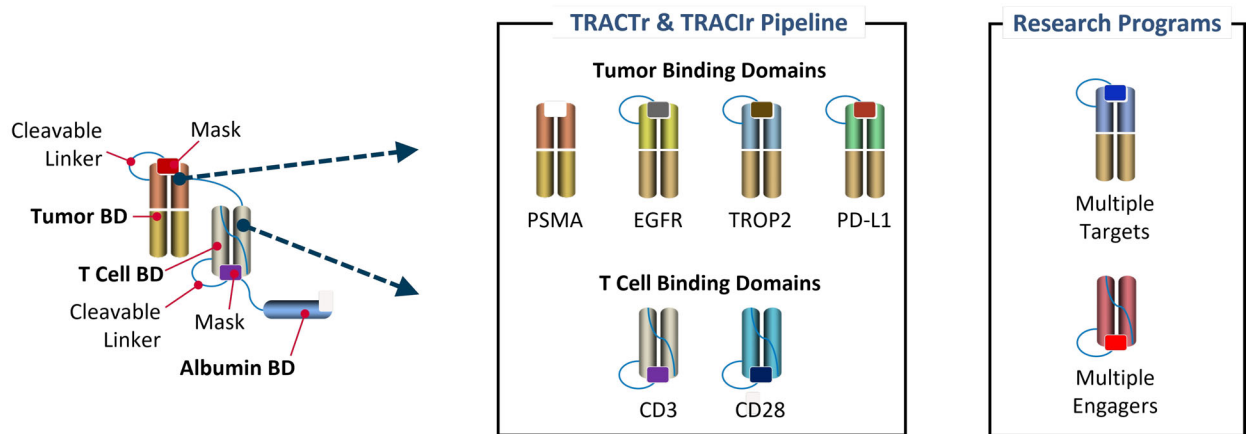 Cleavable
Linker
Mask
Tumor BD
T Cell BD
Cleavable
Linker
Mask
Albumin BD
TRACTr & TRACIr Pipeline
Tumor Binding Domains
PSMA
EGFR
TROP2
PD-L1
T Cell Binding Domains
CD3
CD28
Research Programs
Multiple
Targets
Multiple
Engagers